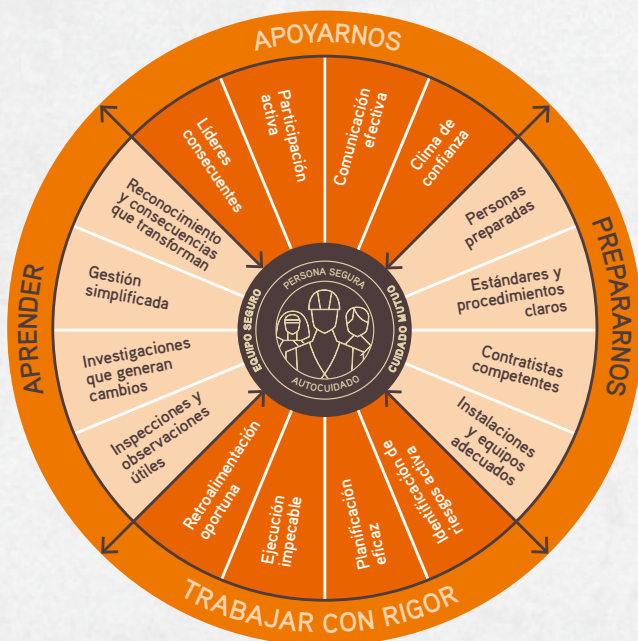 APOYARNOS
Líderes
consecuentes
Participación
activa
Comunicación
efectiva
Clima de
confianza
PREPARARNOS
Personas
preparadas
Estándares y
procedimientos
claros
Contratistas
competentes
Instalaciones
y equipos
adecuados
TRABAJAR CON RIGOR
Identificación de
riesgos activa
Planificación
eficaz
Ejecución
impecable
Retroalimentación
oportuna
APRENDER
Inspecciones y
observaciones
útiles
Investigaciones
que generan
cambios
Gestión
simplificada
Reconocimiento
y consecuencias
que transforman
PERSONA SEGURA
EQUIPO SEGURO
CUIDADO MUTUO
AUTOCUIDADO